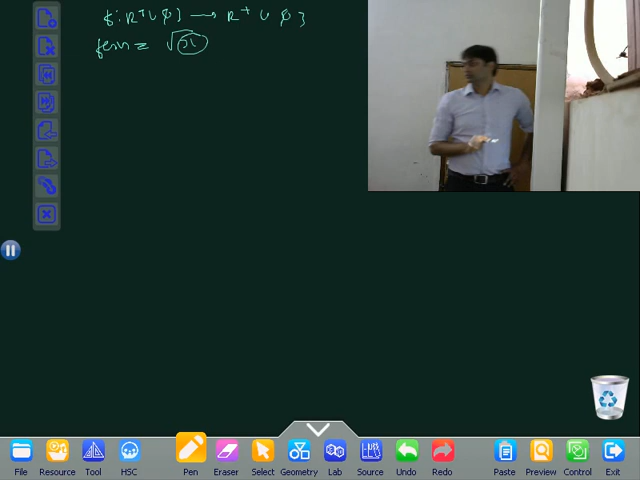 f: R⁺ ∪ {0} → R⁺ ∪ {0}
f(x) = √x
File
Resource
Tool
HSC
Pen
Eraser
Select
Geometry
Lab
Source
Undo
Redo
Paste
Preview
Control
Exit